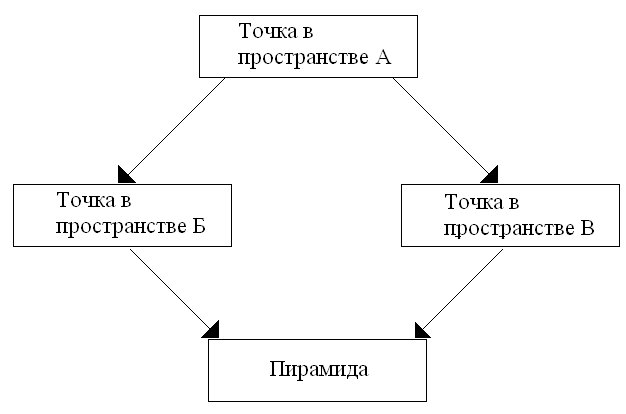 Точка в
пространстве А
Точка в
пространстве Б
Точка в
пространстве В
Пирамида